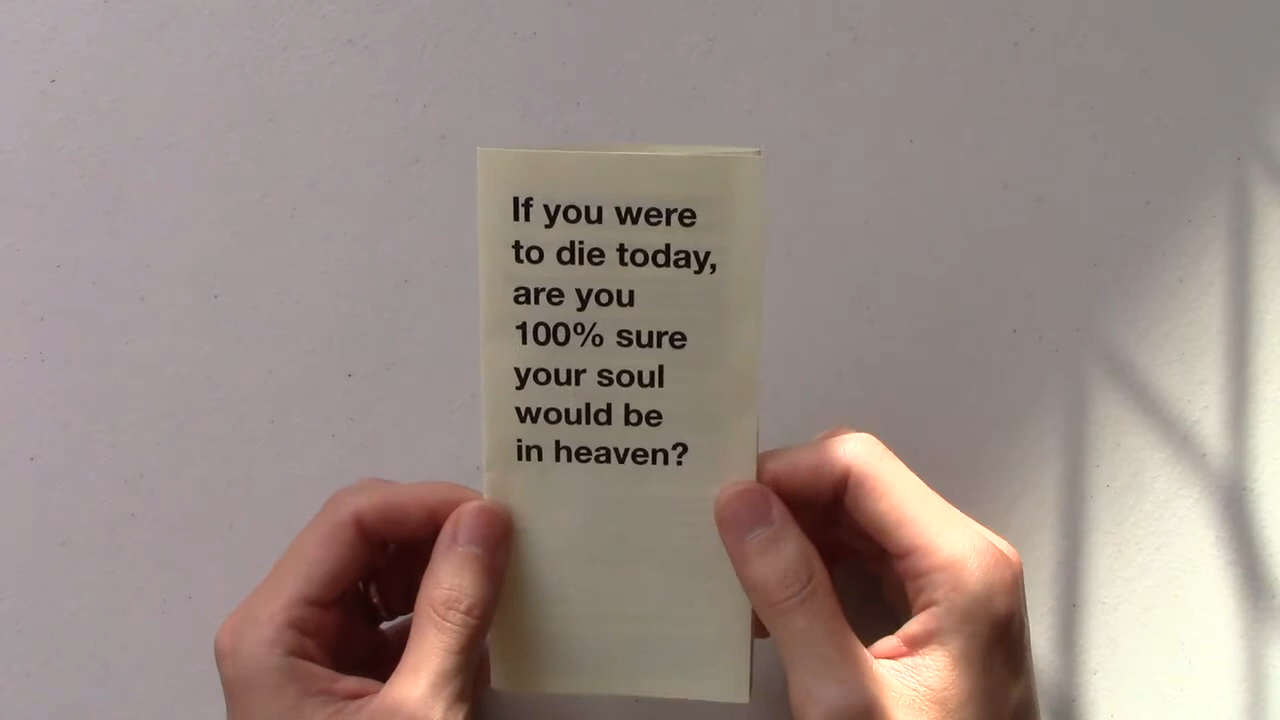 If you were
to die today,
are you
100% sure
your soul
would be
in heaven?